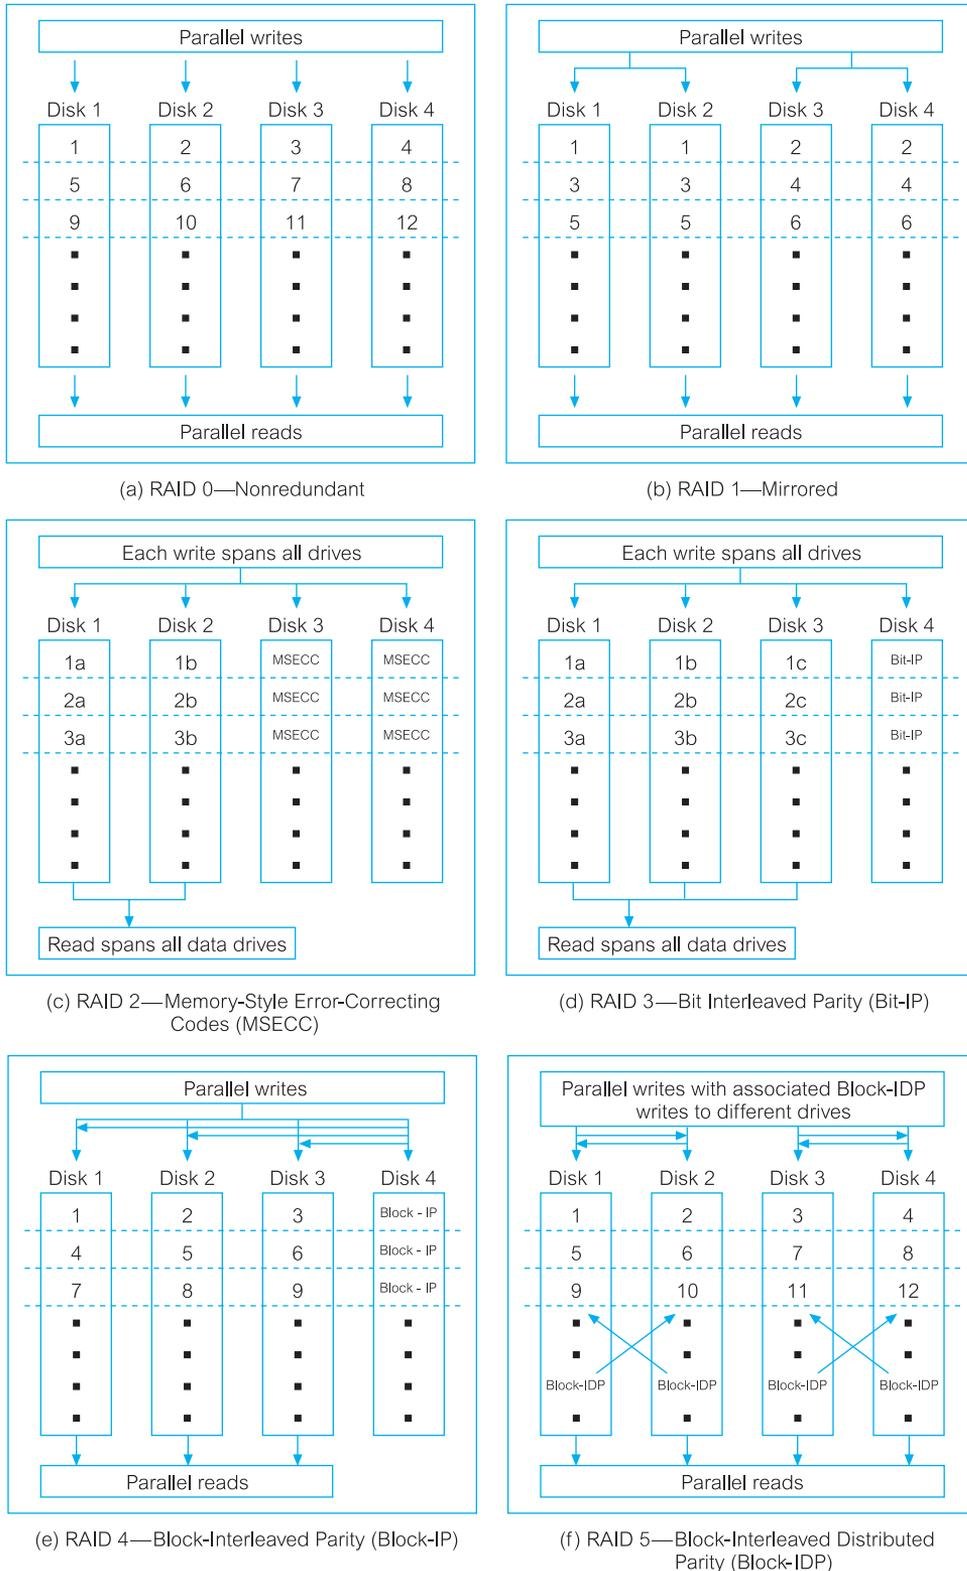 Parallel writes
Disk 1 Disk 2 Disk 3 Disk 4
1 2 3 4
5 6 7 8
9 10 11 12
Parallel reads
(a) RAID 0—Nonredundant
Parallel writes
Disk 1 Disk 2 Disk 3 Disk 4
1 1 2 2
3 3 4 4
5 5 6 6
Parallel reads
(b) RAID 1—Mirrored
Each write spans all drives
Disk 1 Disk 2 Disk 3 Disk 4
1a 1b MSECC MSECC
2a 2b MSECC MSECC
3a 3b MSECC MSECC
Read spans all data drives
(c) RAID 2—Memory-Style Error-Correcting
Codes (MSECC)
Each write spans all drives
Disk 1 Disk 2 Disk 3 Disk 4
1a 1b 1c Bit-IP
2a 2b 2c Bit-IP
3a 3b 3c Bit-IP
Read spans all data drives
(d) RAID 3—Bit Interleaved Parity (Bit-IP)
Parallel writes
Disk 1 Disk 2 Disk 3 Disk 4
1 2 3 Block - IP
4 5 6 Block - IP
7 8 9 Block - IP
Parallel reads
(e) RAID 4—Block-Interleaved Parity (Block-IP)
Parallel writes with associated Block-IDP
writes to different drives
Disk 1 Disk 2 Disk 3 Disk 4
1 2 3 4
5 6 7 8
9 10 11 12
Block-IDP Block-IDP Block-IDP Block-IDP
Parallel reads
(f) RAID 5—Block-Interleaved Distributed
Parity (Block-IDP)